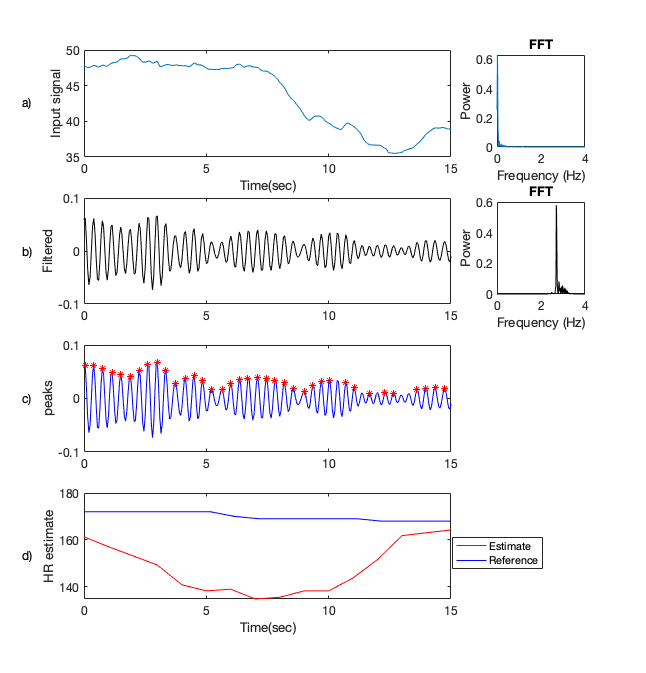 a)
Input signal
50
45
40
35
0
5
10
15
Time(sec)
FFT
Power
0.6
0.4
0.2
0
0
2
4
Frequency (Hz)
b)
Filtered
0.1
0
-0.1
0
5
10
15
FFT
Power
0.6
0.4
0.2
0
0
2
4
Frequency (Hz)
c)
peaks
0.1
0
-0.1
0
5
10
15
d)
HR estimate
180
160
140
0
5
10
15
Time(sec)
Estimate
Reference